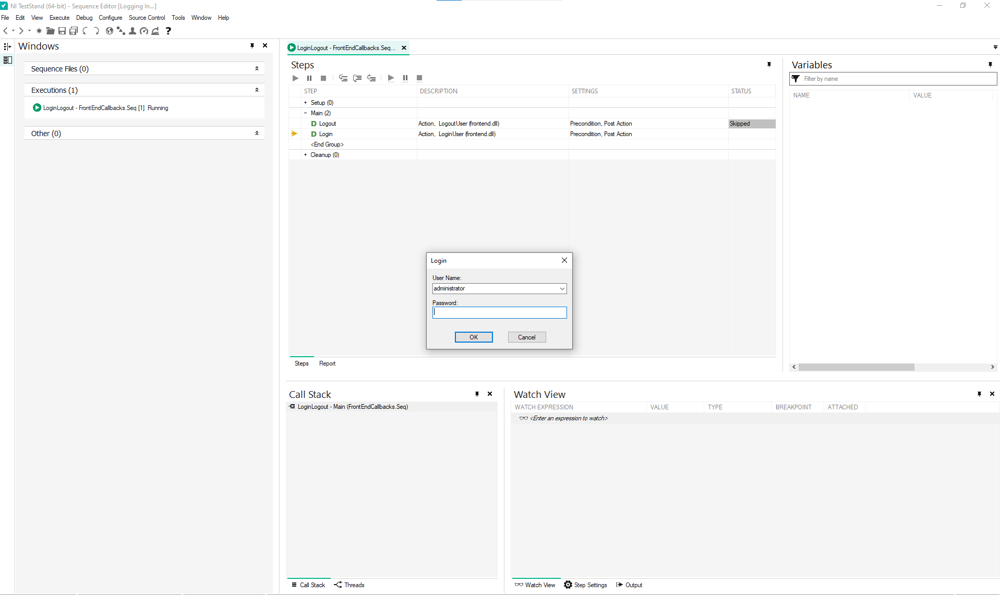 NI TestStand (64-bit) - Sequence Editor [Logging In...]
File Edit View Execute Debug Configure Source Control Tools Window Help
Windows
Sequence Files (0)
Executions (1)
LoginLogout - FrontEndCallbacks.Seq [1] Running
Other (0)
LoginLogout - FrontEndCallbacks.Seq...
Steps
STEP DESCRIPTION SETTINGS STATUS
+ Setup (0)
- Main (2)
D Logout Action, LogoutUser (frontend.dll) Precondition, Post Action Skipped
D Login Action, LoginUser (frontend.dll) Precondition, Post Action
<End Group>
+ Cleanup (0)
Login
User Name:
administrator
Password:
OK Cancel
Steps Report
Variables
Filter by name
NAME VALUE
Call Stack
LoginLogout - Main (FrontEndCallbacks.Seq)
Call Stack Threads
Watch View
WATCH EXPRESSION VALUE TYPE BREAKPOINT ATTACHED
<Enter an expression to watch>
Watch View Step Settings Output